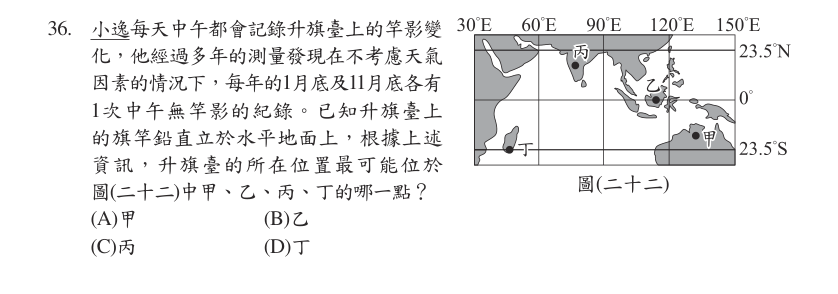 36. 小逸每天中午都會記錄升旗臺上的竿影變
化，他經過多年的測量發現在不考慮天氣
因素的情況下，每年的1月底及11月底各有
1次中午無竿影的紀錄。已知升旗臺上
的旗竿鉛直立於水平地面上，根據上述
資訊，升旗臺的所在位置最可能位於
圖(二十二)中甲、乙、丙、丁的哪一點？
(A)甲 (B)乙
(C)丙 (D)丁
30°E 60°E 90°E 120°E 150°E
23.5°N
丙
乙
0°
甲
丁
23.5°S
圖(二十二)